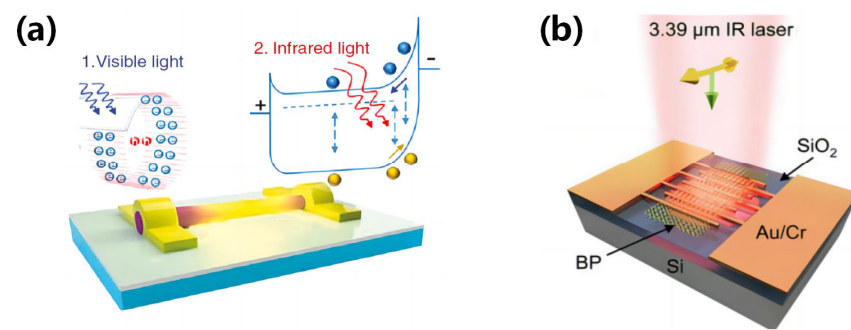 (a)
1.Visible light
2. Infrared light
+
-
h h
(b)
3.39 µm IR laser
SiO₂
Au/Cr
BP
Si